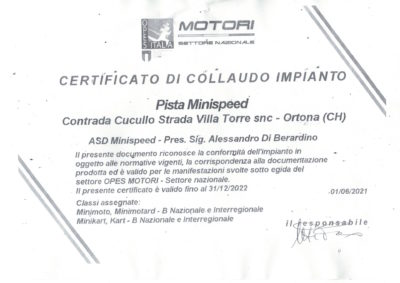 OPES ITALIA
MOTORI
SETTORE NAZIONALE
CERTIFICATO DI COLLAUDO IMPIANTO
Pista Minispeed
Contrada Cucullo Strada Villa Torre snc - Ortona (CH)
ASD Minispeed - Pres. Sig. Alessandro Di Berardino
Il presente documento riconosce la conformità dell'impianto in
oggetto alle normative vigenti, la corrispondenza alla documentazione
prodotta ed è valido per le manifestazioni svolte sotto egida del
settore OPES MOTORI - Settore nazionale.
Il presente certificato è valido fino al 31/12/2022
01/06/2021
Classi assegnate:
Minimoto, Minimotard - B Nazionale e Interregionale
Minikart, Kart - B Nazionale e Interregionale
il responsabile